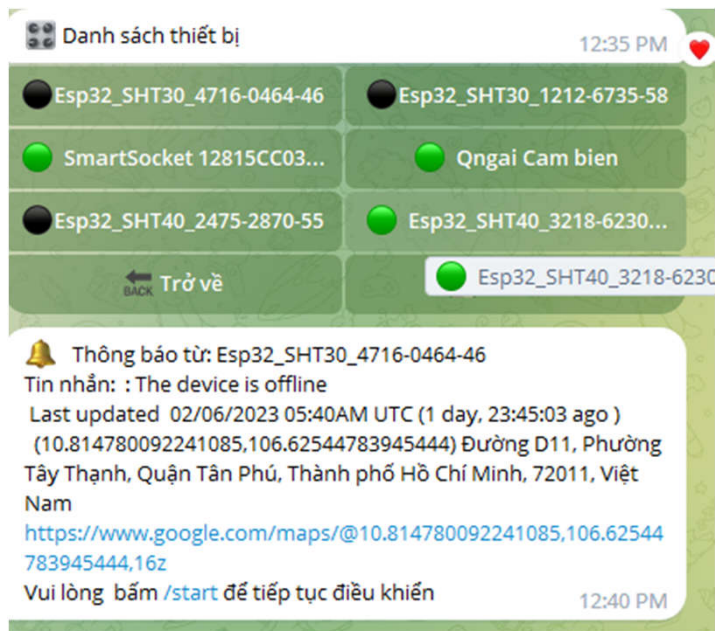 Danh sách thiết bị
12:35 PM
Esp32_SHT30_4716-0464-46
Esp32_SHT30_1212-6735-58
SmartSocket 12815CC03...
Qngai Cam bien
Esp32_SHT40_2475-2870-55
Esp32_SHT40_3218-6230...
BACK Trở về
Esp32_SHT40_3218-6230
Thông báo từ: Esp32_SHT30_4716-0464-46
Tin nhắn: : The device is offline
Last updated 02/06/2023 05:40AM UTC (1 day, 23:45:03 ago )
(10.814780092241085,106.62544783945444) Đường D11, Phường
Tây Thạnh, Quận Tân Phú, Thành phố Hồ Chí Minh, 72011, Việt
Nam
https://www.google.com/maps/@10.814780092241085,106.62544
783945444,16z
Vui lòng bấm /start để tiếp tục điều khiển
12:40 PM